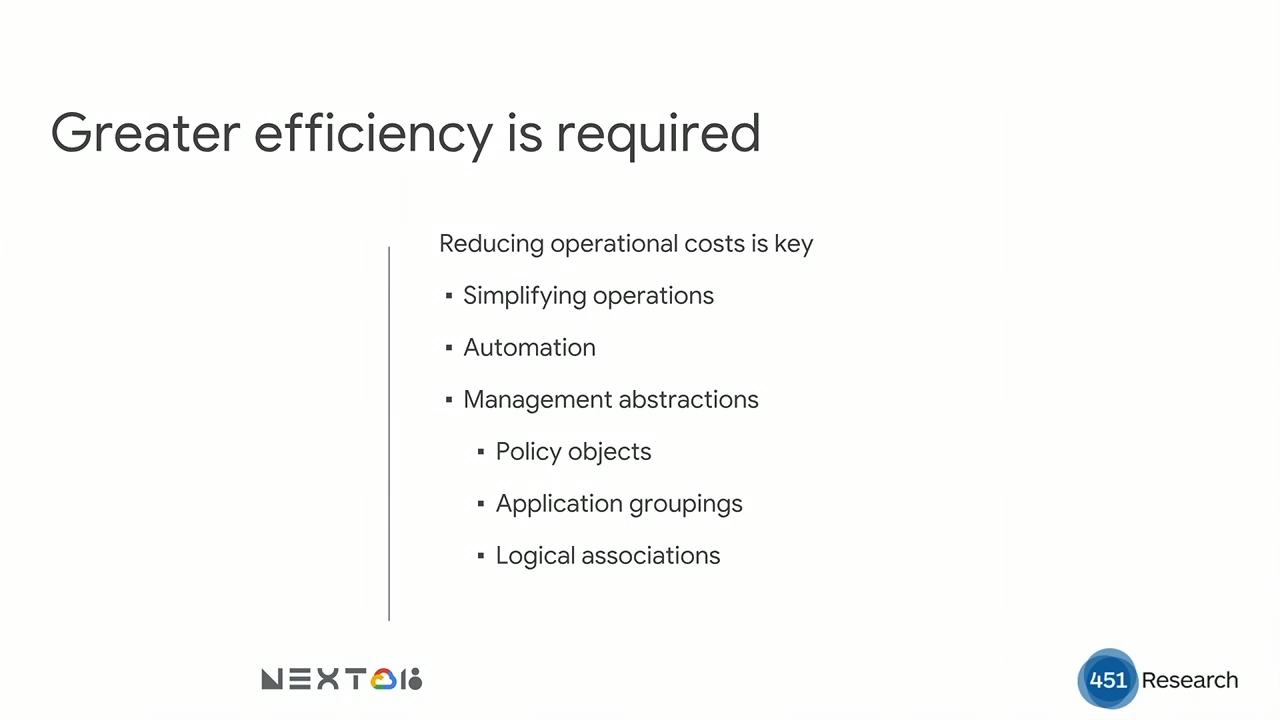 Greater efficiency is required
Reducing operational costs is key
▪ Simplifying operations
▪ Automation
▪ Management abstractions
▪ Policy objects
▪ Application groupings
▪ Logical associations
NEXT 18
451 Research